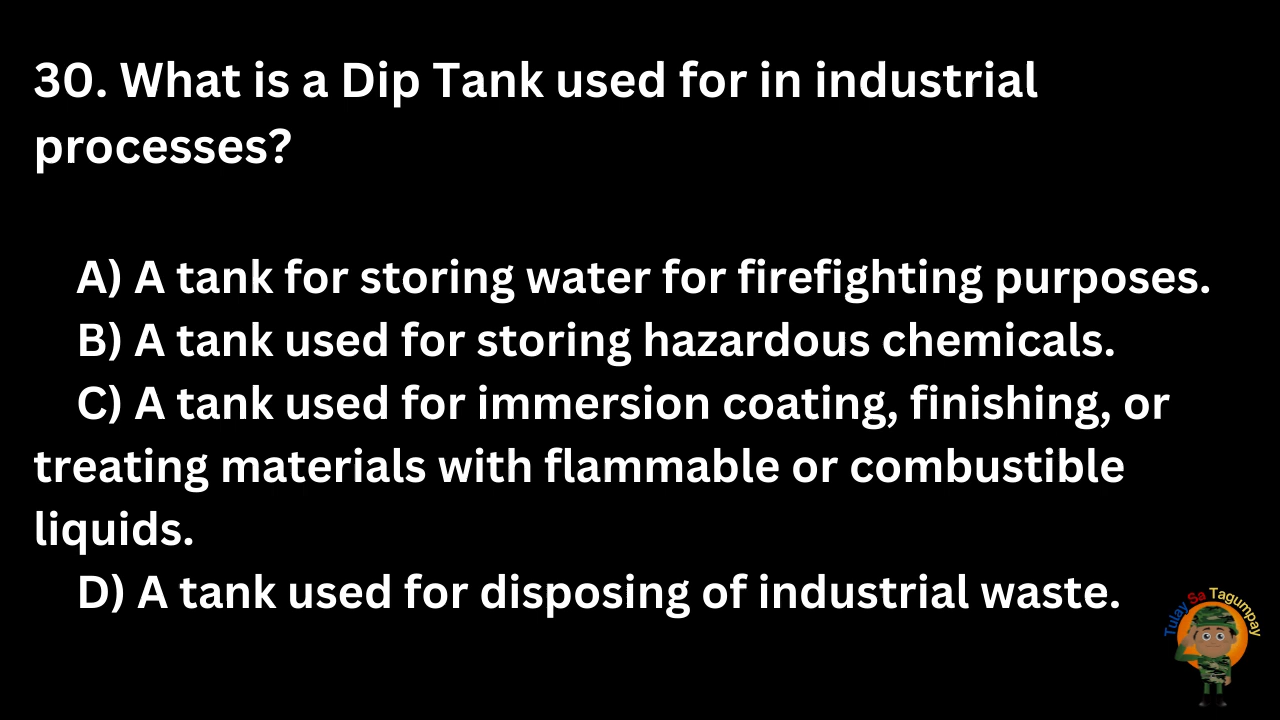 30. What is a Dip Tank used for in industrial
processes?
A) A tank for storing water for firefighting purposes.
B) A tank used for storing hazardous chemicals.
C) A tank used for immersion coating, finishing, or
treating materials with flammable or combustible
liquids.
D) A tank used for disposing of industrial waste.
Tulay Sa Tagumpay